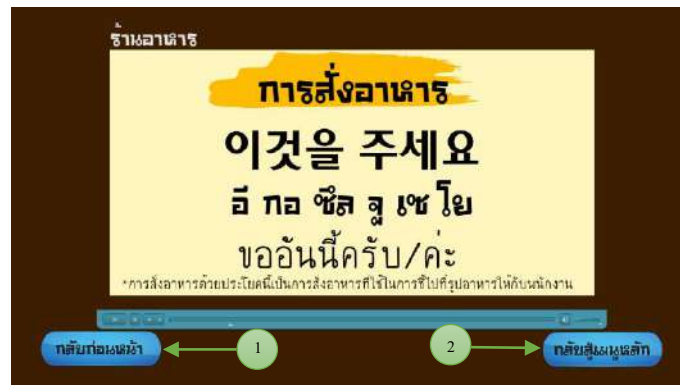 ร้านอาหาร
การสั่งอาหาร
이것을 주세요
อี กอ ซึล จู เซ โย
ขออันนี้ครับ/ค่ะ
*การสั่งอาหารด้วยประโยคนี้เป็นการสั่งอาหารที่ใช้ในการชี้ไปที่รูปอาหารให้กับพนักงาน
กลับก่อนหน้า
1
2
กลับสู่เมนูหลัก